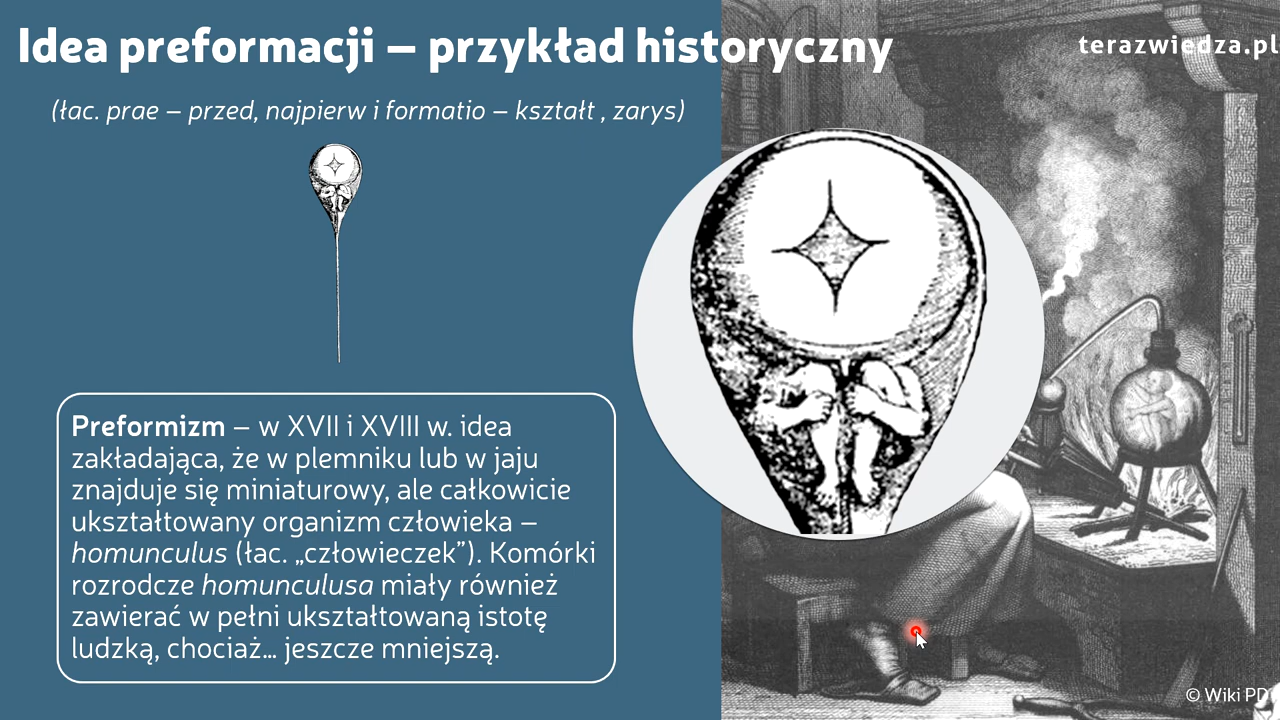 Idea preformacji – przykład historyczny
terazwiedza.pl
(łac. prae – przed, najpierw i formatio – kształt , zarys)
Preformizm – w XVII i XVIII w. idea
zakładająca, że w plemniku lub w jaju
znajduje się miniaturowy, ale całkowicie
ukształtowany organizm człowieka –
homunculus (łac. „człowieczek”). Komórki
rozrodcze homunculusa miały również
zawierać w pełni ukształtowaną istotę
ludzką, chociaż... jeszcze mniejszą.
© Wiki PD